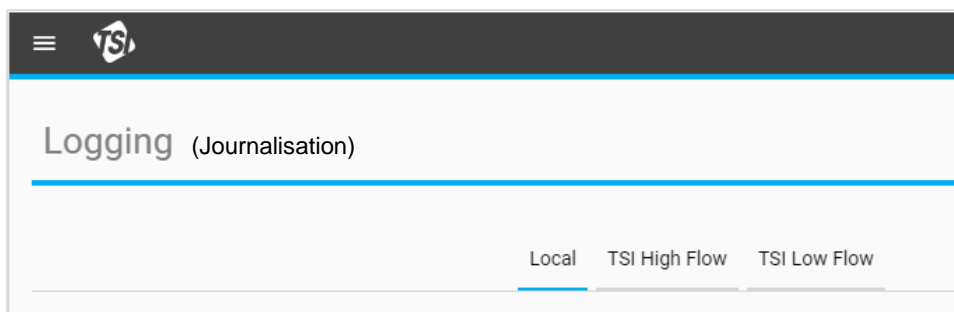 TSI
Logging (Journalisation)
Local TSI High Flow TSI Low Flow